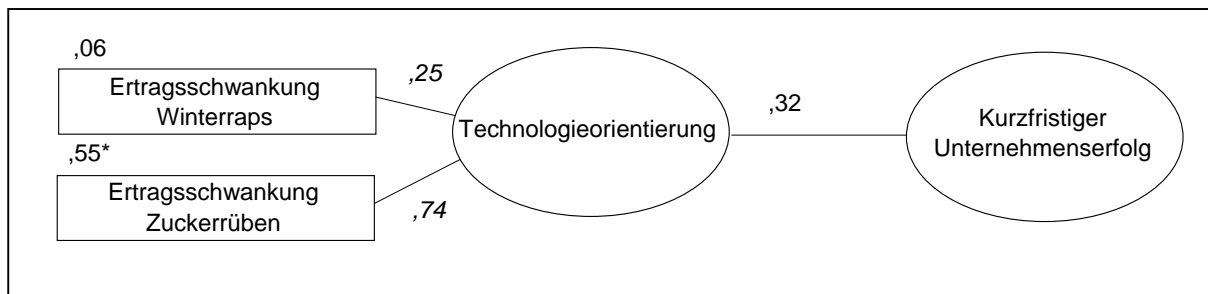 ,06
Ertragsschwankung
Winterraps
,25
,55*
Ertragsschwankung
Zuckerrüben
,74
Technologieorientierung
,32
Kurzfristiger
Unternehmenserfolg